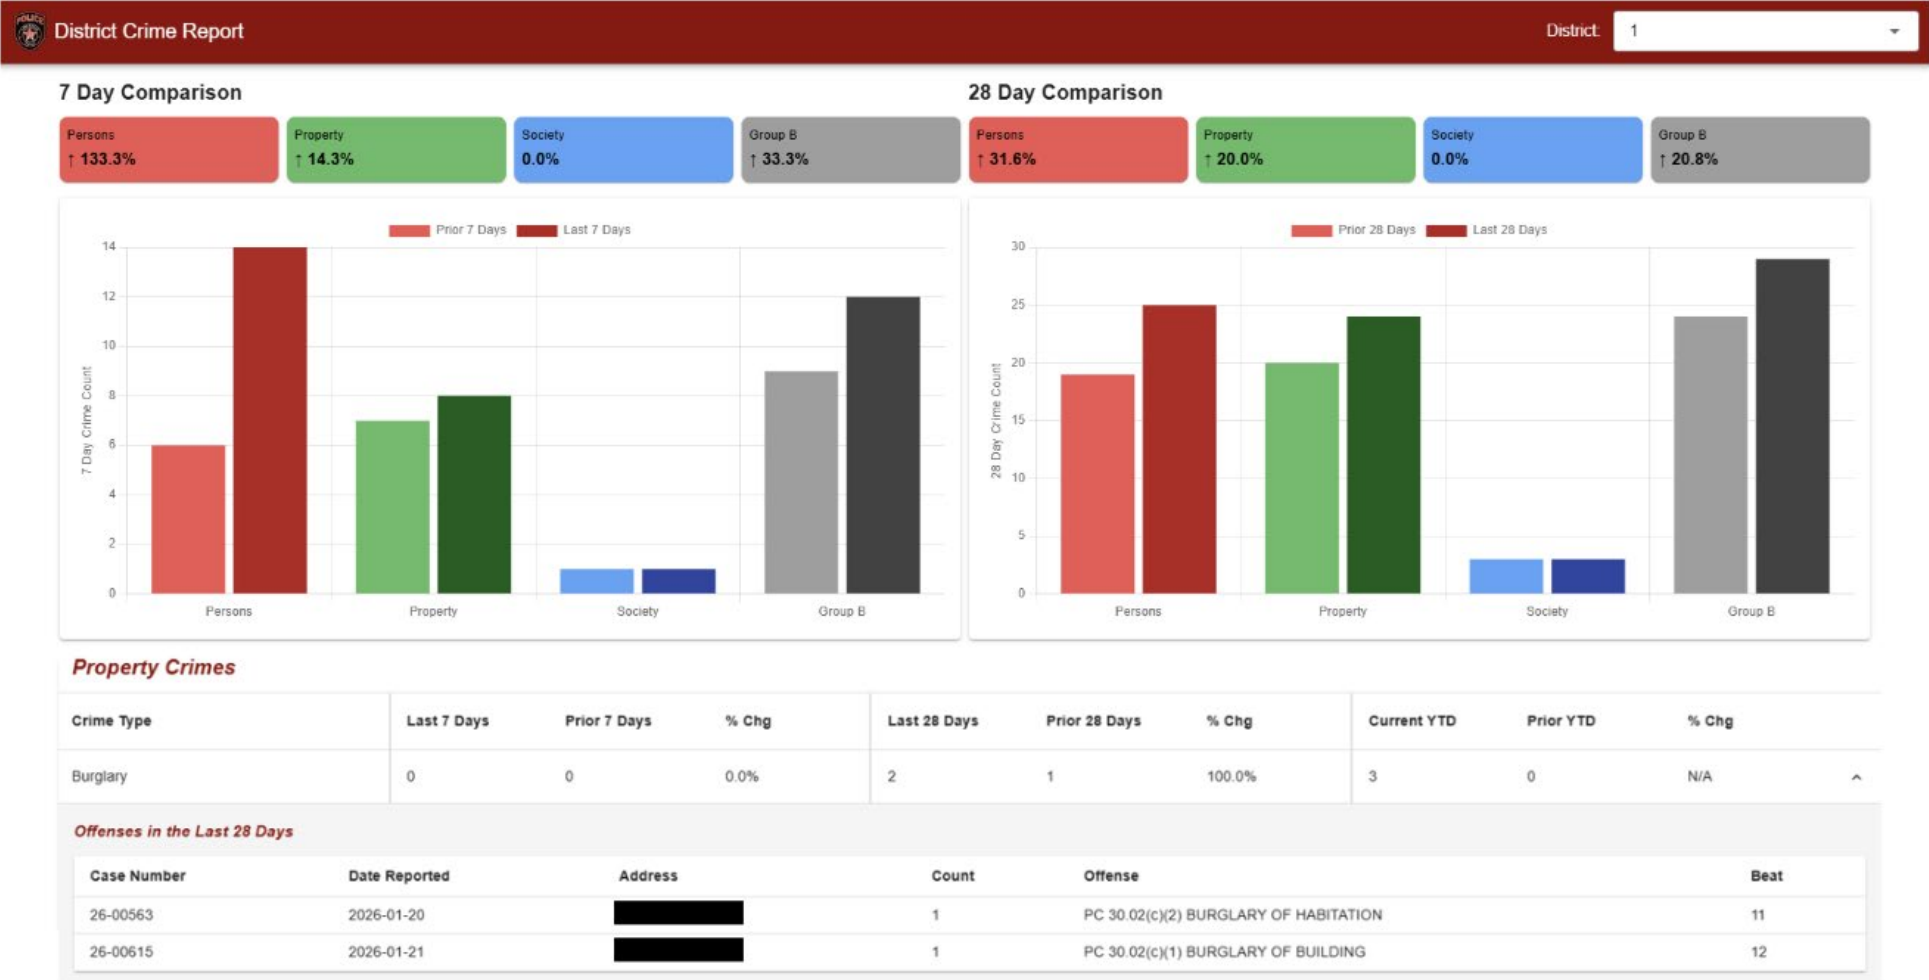 POLICE
District Crime Report
District: 1
7 Day Comparison
Persons
↑ 133.3%
Property
↑ 14.3%
Society
0.0%
Group B
↑ 33.3%
Prior 7 Days Last 7 Days
14
12
10
8
6
4
2
0
7 Day Crime Count
Persons Property Society Group B
28 Day Comparison
Persons
↑ 31.6%
Property
↑ 20.0%
Society
0.0%
Group B
↑ 20.8%
Prior 28 Days Last 28 Days
30
25
20
15
10
5
0
28 Day Crime Count
Persons Property Society Group B
Property Crimes
Crime Type Last 7 Days Prior 7 Days % Chg Last 28 Days Prior 28 Days % Chg Current YTD Prior YTD % Chg
Burglary 0 0 0.0% 2 1 100.0% 3 0 N/A
Offenses in the Last 28 Days
Case Number Date Reported Address Count Offense Beat
26-00563 2026-01-20 1 PC 30.02(c)(2) BURGLARY OF HABITATION 11
26-00615 2026-01-21 1 PC 30.02(c)(1) BURGLARY OF BUILDING 12